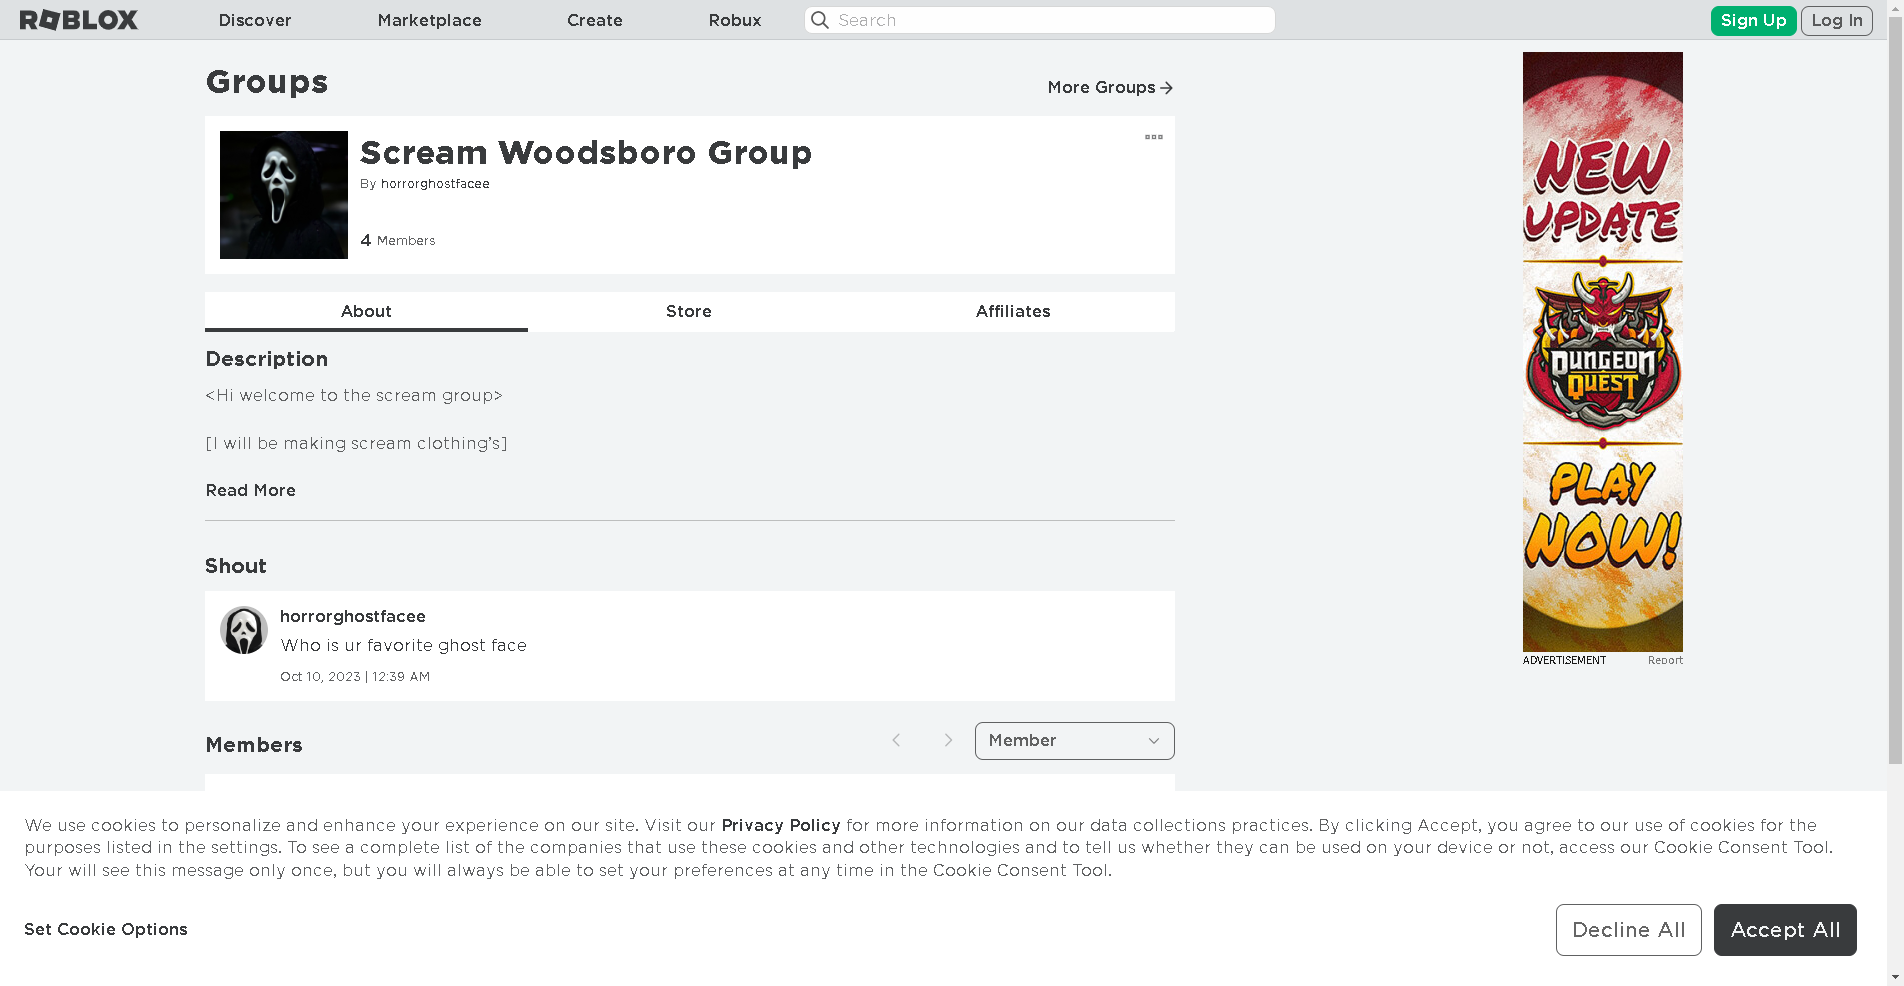 ROBLOX
Discover
Marketplace
Create
Robux
Search
Sign Up
Log In
Groups
More Groups
Scream Woodsboro Group
By horrorghostfacee
4 Members
About
Store
Affiliates
Description
<Hi welcome to the scream group>
[I will be making scream clothing's]
Read More
Shout
horrorghostfacee
Who is ur favorite ghost face
Oct 10, 2023 | 12:39 AM
Members
Member
NEW
UPDATE
DUNGEON
QUEST
PLAY
NOW!
ADVERTISEMENT
Report
We use cookies to personalize and enhance your experience on our site. Visit our Privacy Policy for more information on our data collections practices. By clicking Accept, you agree to our use of cookies for the
purposes listed in the settings. To see a complete list of the companies that use these cookies and other technologies and to tell us whether they can be used on your device or not, access our Cookie Consent Tool.
Your will see this message only once, but you will always be able to set your preferences at any time in the Cookie Consent Tool.
Set Cookie Options
Decline All
Accept All